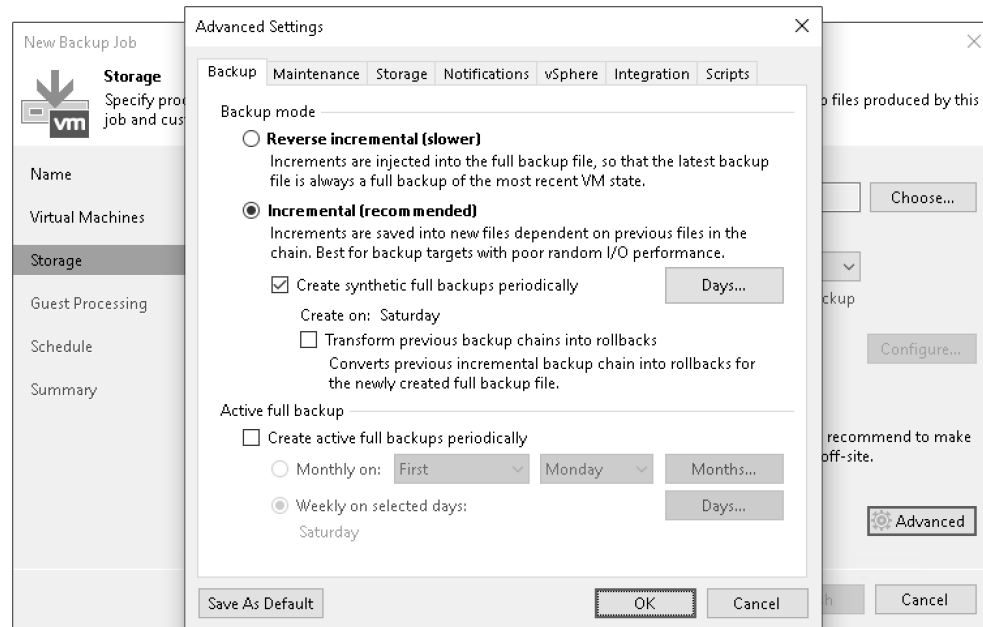 New Backup Job
Storage
Specify
job and
files produced by this
Name
Virtual Machines
Storage
Guest Processing
Schedule
Summary
Choose...
Configure...
recommend to make
off-site.
Advanced
Cancel
Advanced Settings
Backup Maintenance Storage Notifications vSphere Integration Scripts
Backup mode
Reverse incremental (slower)
Increments are injected into the full backup file, so that the latest backup
file is always a full backup of the most recent VM state.
Incremental (recommended)
Increments are saved into new files dependent on previous files in the
chain. Best for backup targets with poor random I/O performance.
Create synthetic full backups periodically Days...
Create on: Saturday
Transform previous backup chains into rollbacks
Converts previous incremental backup chain into rollbacks for
the newly created full backup file.
Active full backup
Create active full backups periodically
Monthly on: First Monday Months...
Weekly on selected days: Days...
Saturday
Save As Default OK Cancel
vm